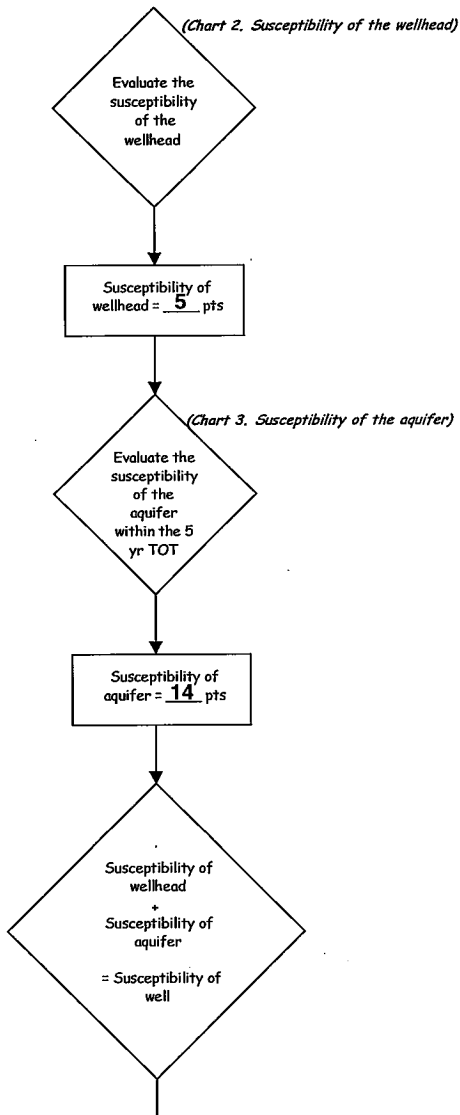 (Chart 2. Susceptibility of the wellhead)
Evaluate the
susceptibility
of the
wellhead
Susceptibility of
wellhead = 5 pts
(Chart 3. Susceptibility of the aquifer)
Evaluate the
susceptibility
of the
aquifer
within the 5
yr TOT
Susceptibility of
aquifer = 14 pts
Susceptibility of
wellhead
+
Susceptibility of
aquifer
= Susceptibility of
well